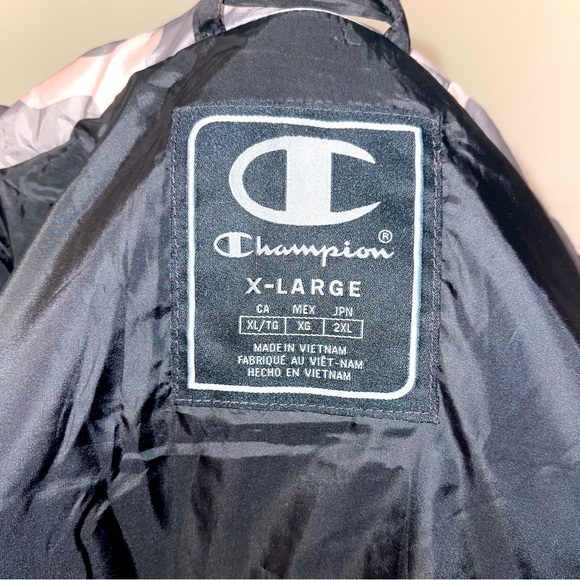 Champion®
X-LARGE
CA MEX JPN
XL/TG XG 2XL
MADE IN VIETNAM
FABRIQUÉ AU VIÊT-NAM
HECHO EN VIETNAM